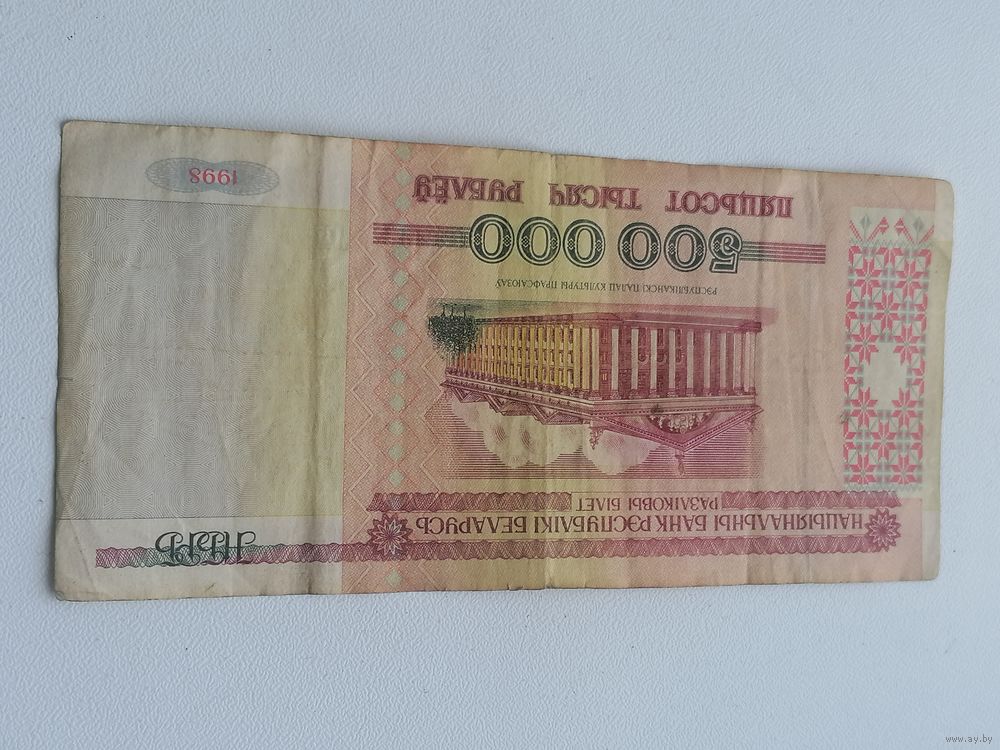 НАЦЫЯНАЛЬНЫ БАНК РЭСПУБЛІКІ БЕЛАРУСЬ
РАЗЛІКОВЫ БІЛЕТ
НБРБ
РЭСПУБЛІКАНСКІ ПАЛАЦ КУЛЬТУРЫ ПРАФСАЮЗАЎ
500 000
ПЯЦЬСОТ ТЫСЯЧ РУБЛЁЎ
1998
www.ay.by